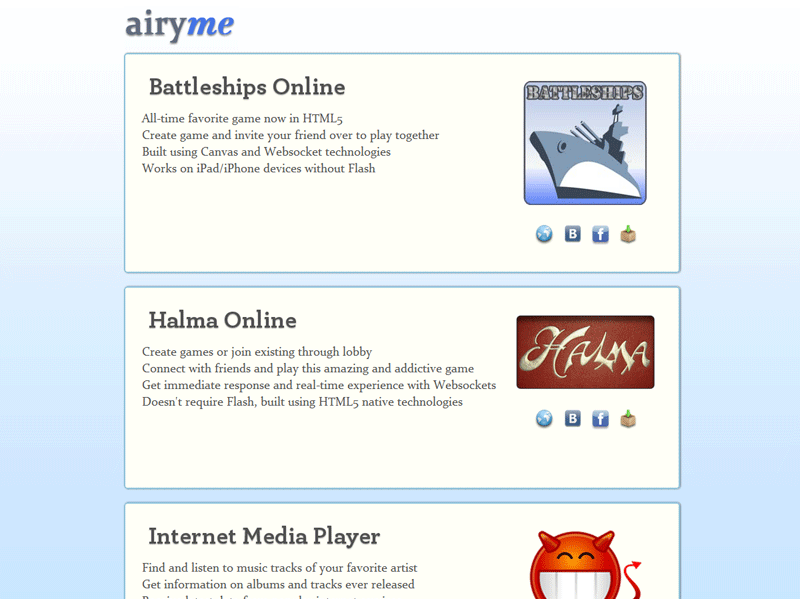 airyme
Battleships Online
All-time favorite game now in HTML5
Create game and invite your friend over to play together
Built using Canvas and Websocket technologies
Works on iPad/iPhone devices without Flash
BATTLESHIPS
B f
Halma Online
Create games or join existing through lobby
Connect with friends and play this amazing and addictive game
Get immediate response and real-time experience with Websockets
Doesn't require Flash, built using HTML5 native technologies
HALMA
B f
Internet Media Player
Find and listen to music tracks of your favorite artist
Get information on albums and tracks ever released